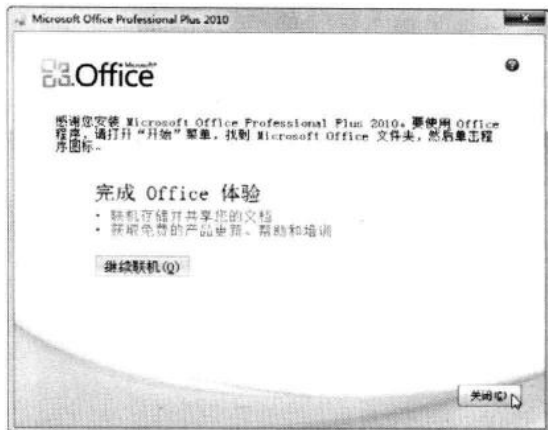 Microsoft Office Professional Plus 2010
Microsoft®
Office
感谢您安装 Microsoft Office Professional Plus 2010。要使用 Office
程序，请打开“开始”菜单，找到 Microsoft Office 文件夹，然后单击程
序图标。
完成 Office 体验
• 联机存储并共享您的文档
• 获取免费的产品更新、帮助和培训
继续联机(O)
关闭(C)